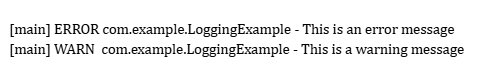 [main] ERROR com.example.LoggingExample - This is an error message
[main] WARN  com.example.LoggingExample - This is a warning message